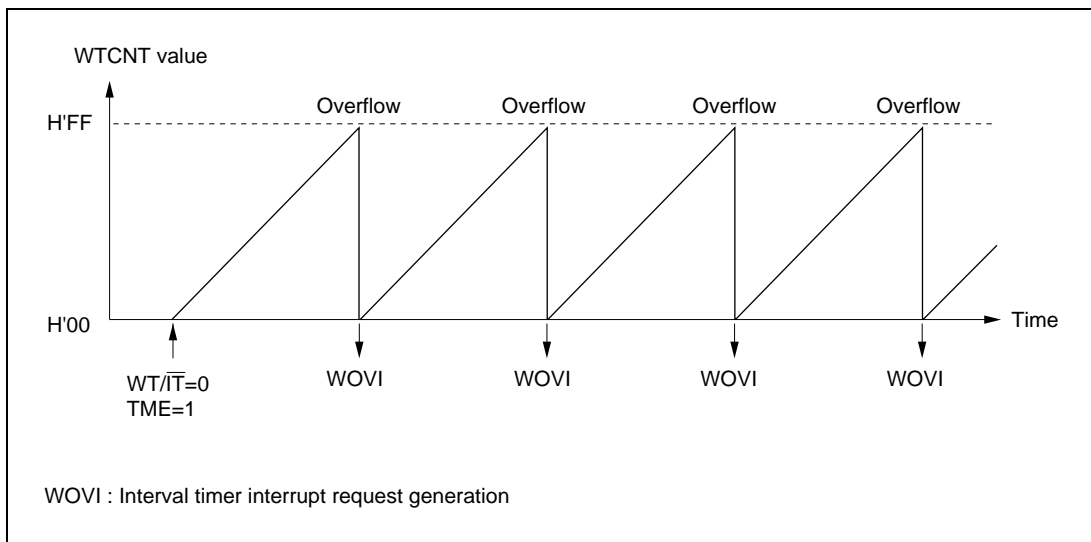 WTCNT value
Overflow Overflow Overflow Overflow
H'FF
H'00
Time
WT/I̅T̅=0
TME=1
WOVI WOVI WOVI WOVI
WOVI : Interval timer interrupt request generation